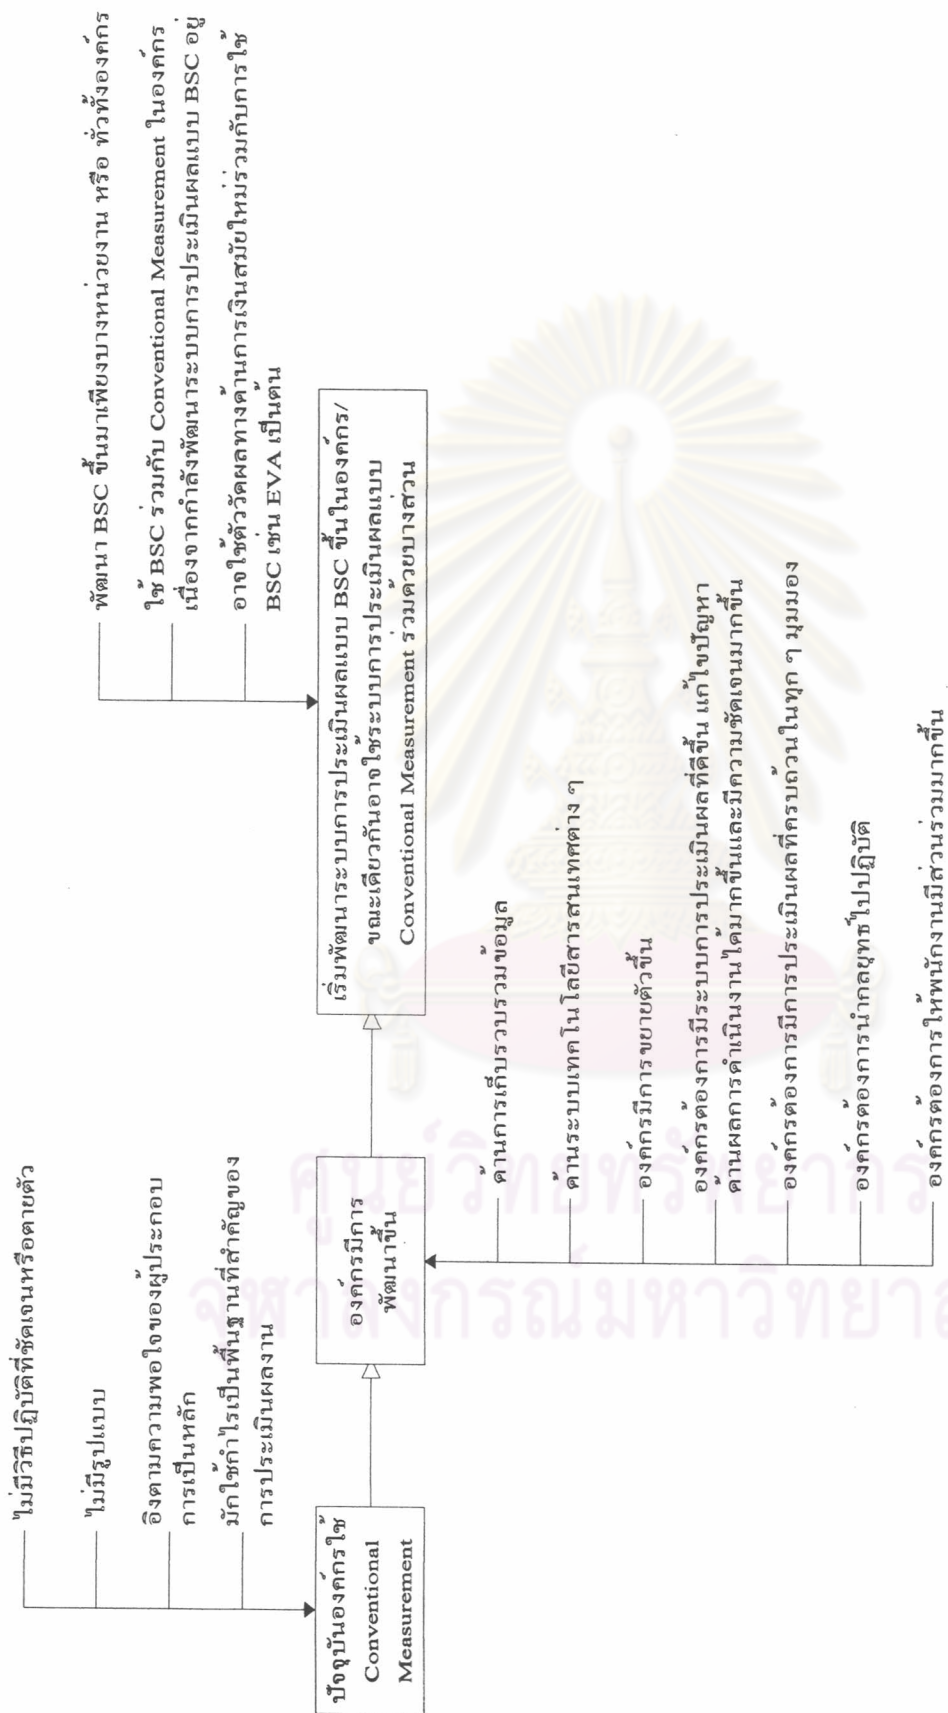 ไม่มีวิธีปฏิบัติที่ชัดเจนหรือตายตัว
ไม่มีรูปแบบ
อิงตามความพอใจของผู้ประกอบ
การเป็นหลัก
มักใช้กำไรเป็นพื้นฐานที่สำคัญของ
การประเมินผลงาน
ปัจจุบันองค์กรใช้
Conventional
Measurement
องค์กรมีการ
พัฒนาขึ้น
ด้านการเก็บรวบรวมข้อมูล
ด้านระบบเทคโนโลยีสารสนเทศต่าง ๆ
องค์กรมีการขยายตัวขึ้น
องค์กรต้องการมีระบบการประเมินผลที่ดีขึ้น แก้ไขปัญหา
ด้านผลการดำเนินงานได้มากขึ้นและมีความชัดเจนมากขึ้น
องค์กรต้องการมีการประเมินผลที่ครบถ้วนในทุก ๆ มุมมอง
องค์กรต้องการนำกลยุทธ์ไปปฏิบัติ
องค์กรต้องการให้พนักงานมีส่วนร่วมมากขึ้น
พัฒนา BSC ขึ้นมาเพียงบางหน่วยงาน หรือ ทั่วทั้งองค์กร
ใช้ BSC ร่วมกับ Conventional Measurement ในองค์กร
เนื่องจากกำลังพัฒนาระบบการประเมินผลแบบ BSC อยู่
อาจใช้ตัววัดผลทางด้านการเงินสมัยใหม่ร่วมกับการใช้
BSC เช่น EVA เป็นต้น
เริ่มพัฒนาระบบการประเมินผลแบบ BSC ขึ้นในองค์กร/
ขณะเดียวกันอาจใช้ระบบการประเมินผลแบบ
Conventional Measurement ร่วมด้วยบางส่วน
ศูนย์วิทยทรัพยากร
จุฬาลงกรณ์มหาวิทยาล